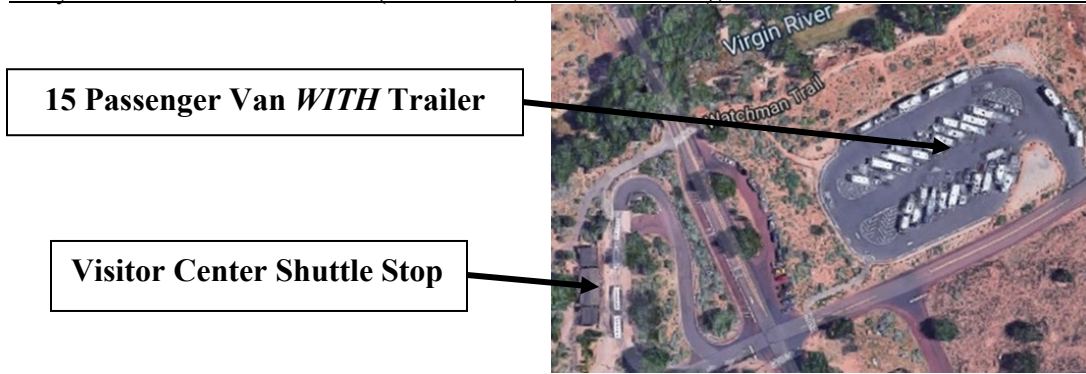 Virgin River
15 Passenger Van WITH Trailer
Watchman Trail
Visitor Center Shuttle Stop